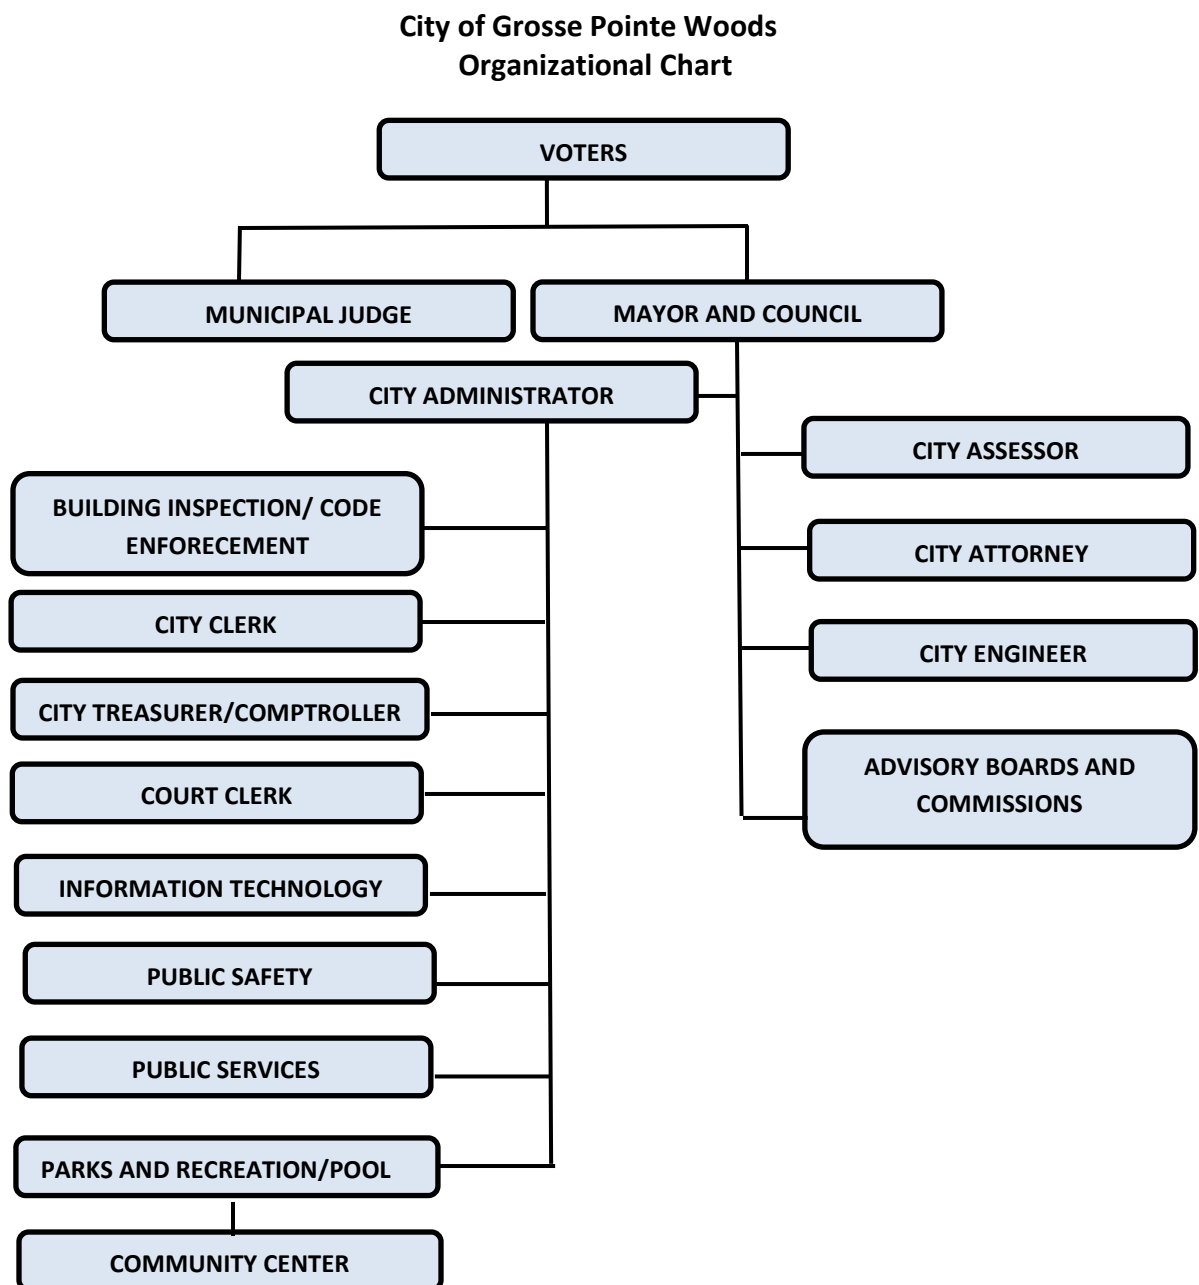 City of Grosse Pointe Woods
Organizational Chart
VOTERS
MUNICIPAL JUDGE
MAYOR AND COUNCIL
CITY ADMINISTRATOR
CITY ASSESSOR
BUILDING INSPECTION/ CODE
ENFORECEMENT
CITY ATTORNEY
CITY CLERK
CITY ENGINEER
CITY TREASURER/COMPTROLLER
ADVISORY BOARDS AND
COMMISSIONS
COURT CLERK
INFORMATION TECHNOLOGY
PUBLIC SAFETY
PUBLIC SERVICES
PARKS AND RECREATION/POOL
COMMUNITY CENTER